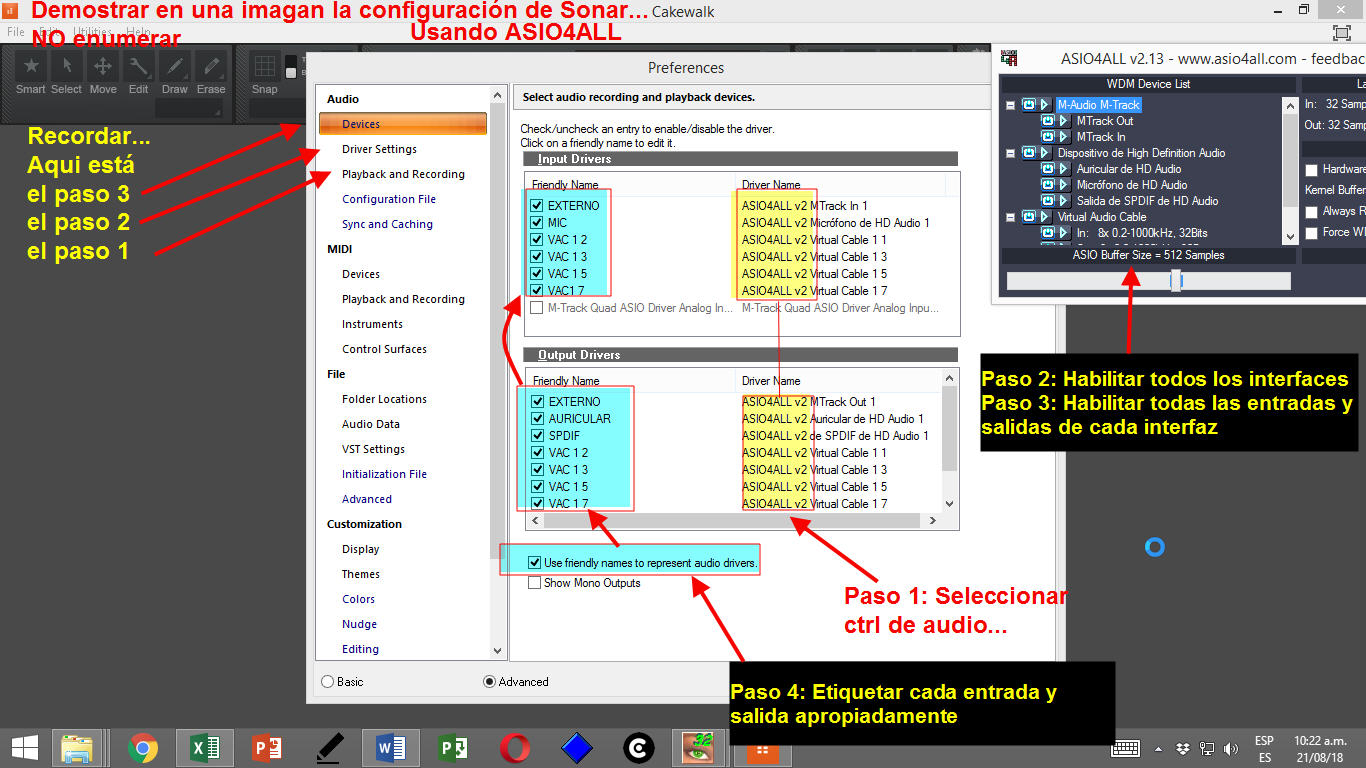 Demostrar en una imagan la configuración de Sonar...
Cakewalk
NO enumerar
Usando ASIO4ALL
File Edit Utilities Help
Smart Select Move Edit Draw Erase
Snap
Recordar...
Aqui está
el paso 3
el paso 2
el paso 1
Preferences
Audio
Devices
Driver Settings
Playback and Recording
Configuration File
Sync and Caching
MIDI
Devices
Playback and Recording
Instruments
Control Surfaces
File
Folder Locations
Audio Data
VST Settings
Initialization File
Advanced
Customization
Display
Themes
Colors
Nudge
Editing
Basic
Advanced
Select audio recording and playback devices.
Check/uncheck an entry to enable/disable the driver.
Click on a friendly name to edit it.
Input Drivers
Friendly Name Driver Name
EXTERNO ASIO4ALL v2 MTrack In 1
MIC ASIO4ALL v2 Micrófono de HD Audio 1
VAC 1 2 ASIO4ALL v2 Virtual Cable 1 1
VAC 1 3 ASIO4ALL v2 Virtual Cable 1 3
VAC 1 5 ASIO4ALL v2 Virtual Cable 1 5
VAC1 7 ASIO4ALL v2 Virtual Cable 1 7
M-Track Quad ASIO Driver Analog In... M-Track Quad ASIO Driver Analog Inpu...
Output Drivers
Friendly Name Driver Name
EXTERNO ASIO4ALL v2 MTrack Out 1
AURICULAR ASIO4ALL v2 Auricular de HD Audio 1
SPDIF ASIO4ALL v2 de SPDIF de HD Audio 1
VAC 1 2 ASIO4ALL v2 Virtual Cable 1 1
VAC 1 3 ASIO4ALL v2 Virtual Cable 1 3
VAC 1 5 ASIO4ALL v2 Virtual Cable 1 5
VAC 1 7 ASIO4ALL v2 Virtual Cable 1 7
Use friendly names to represent audio drivers.
Show Mono Outputs
ASIO4ALL v2.13 - www.asio4all.com - feedback
WDM Device List
M-Audio M-Track
MTrack Out
MTrack In
Dispositivo de High Definition Audio
Auricular de HD Audio
Micrófono de HD Audio
Salida de SPDIF de HD Audio
Virtual Audio Cable
In: 8x 0.2-1000kHz, 32Bits
ASIO Buffer Size = 512 Samples
La
In: 32 Samp
Out: 32 Samp
Hardware
Kernel Buffer
Always R
Force W
Paso 2: Habilitar todos los interfaces
Paso 3: Habilitar todas las entradas y
salidas de cada interfaz
Paso 1: Seleccionar
ctrl de audio...
Paso 4: Etiquetar cada entrada y
salida apropiadamente
ESP
ES
10:22 a.m.
21/08/18